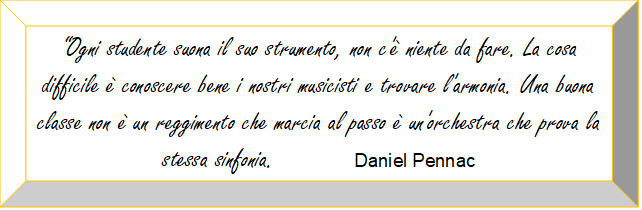 “Ogni studente suona il suo strumento, non c'è niente da fare. La cosa
difficile è conoscere bene i nostri musicisti e trovare l'armonia. Una buona
classe non è un reggimento che marcia al passo è un'orchestra che prova la
stessa sinfonia. Daniel Pennac